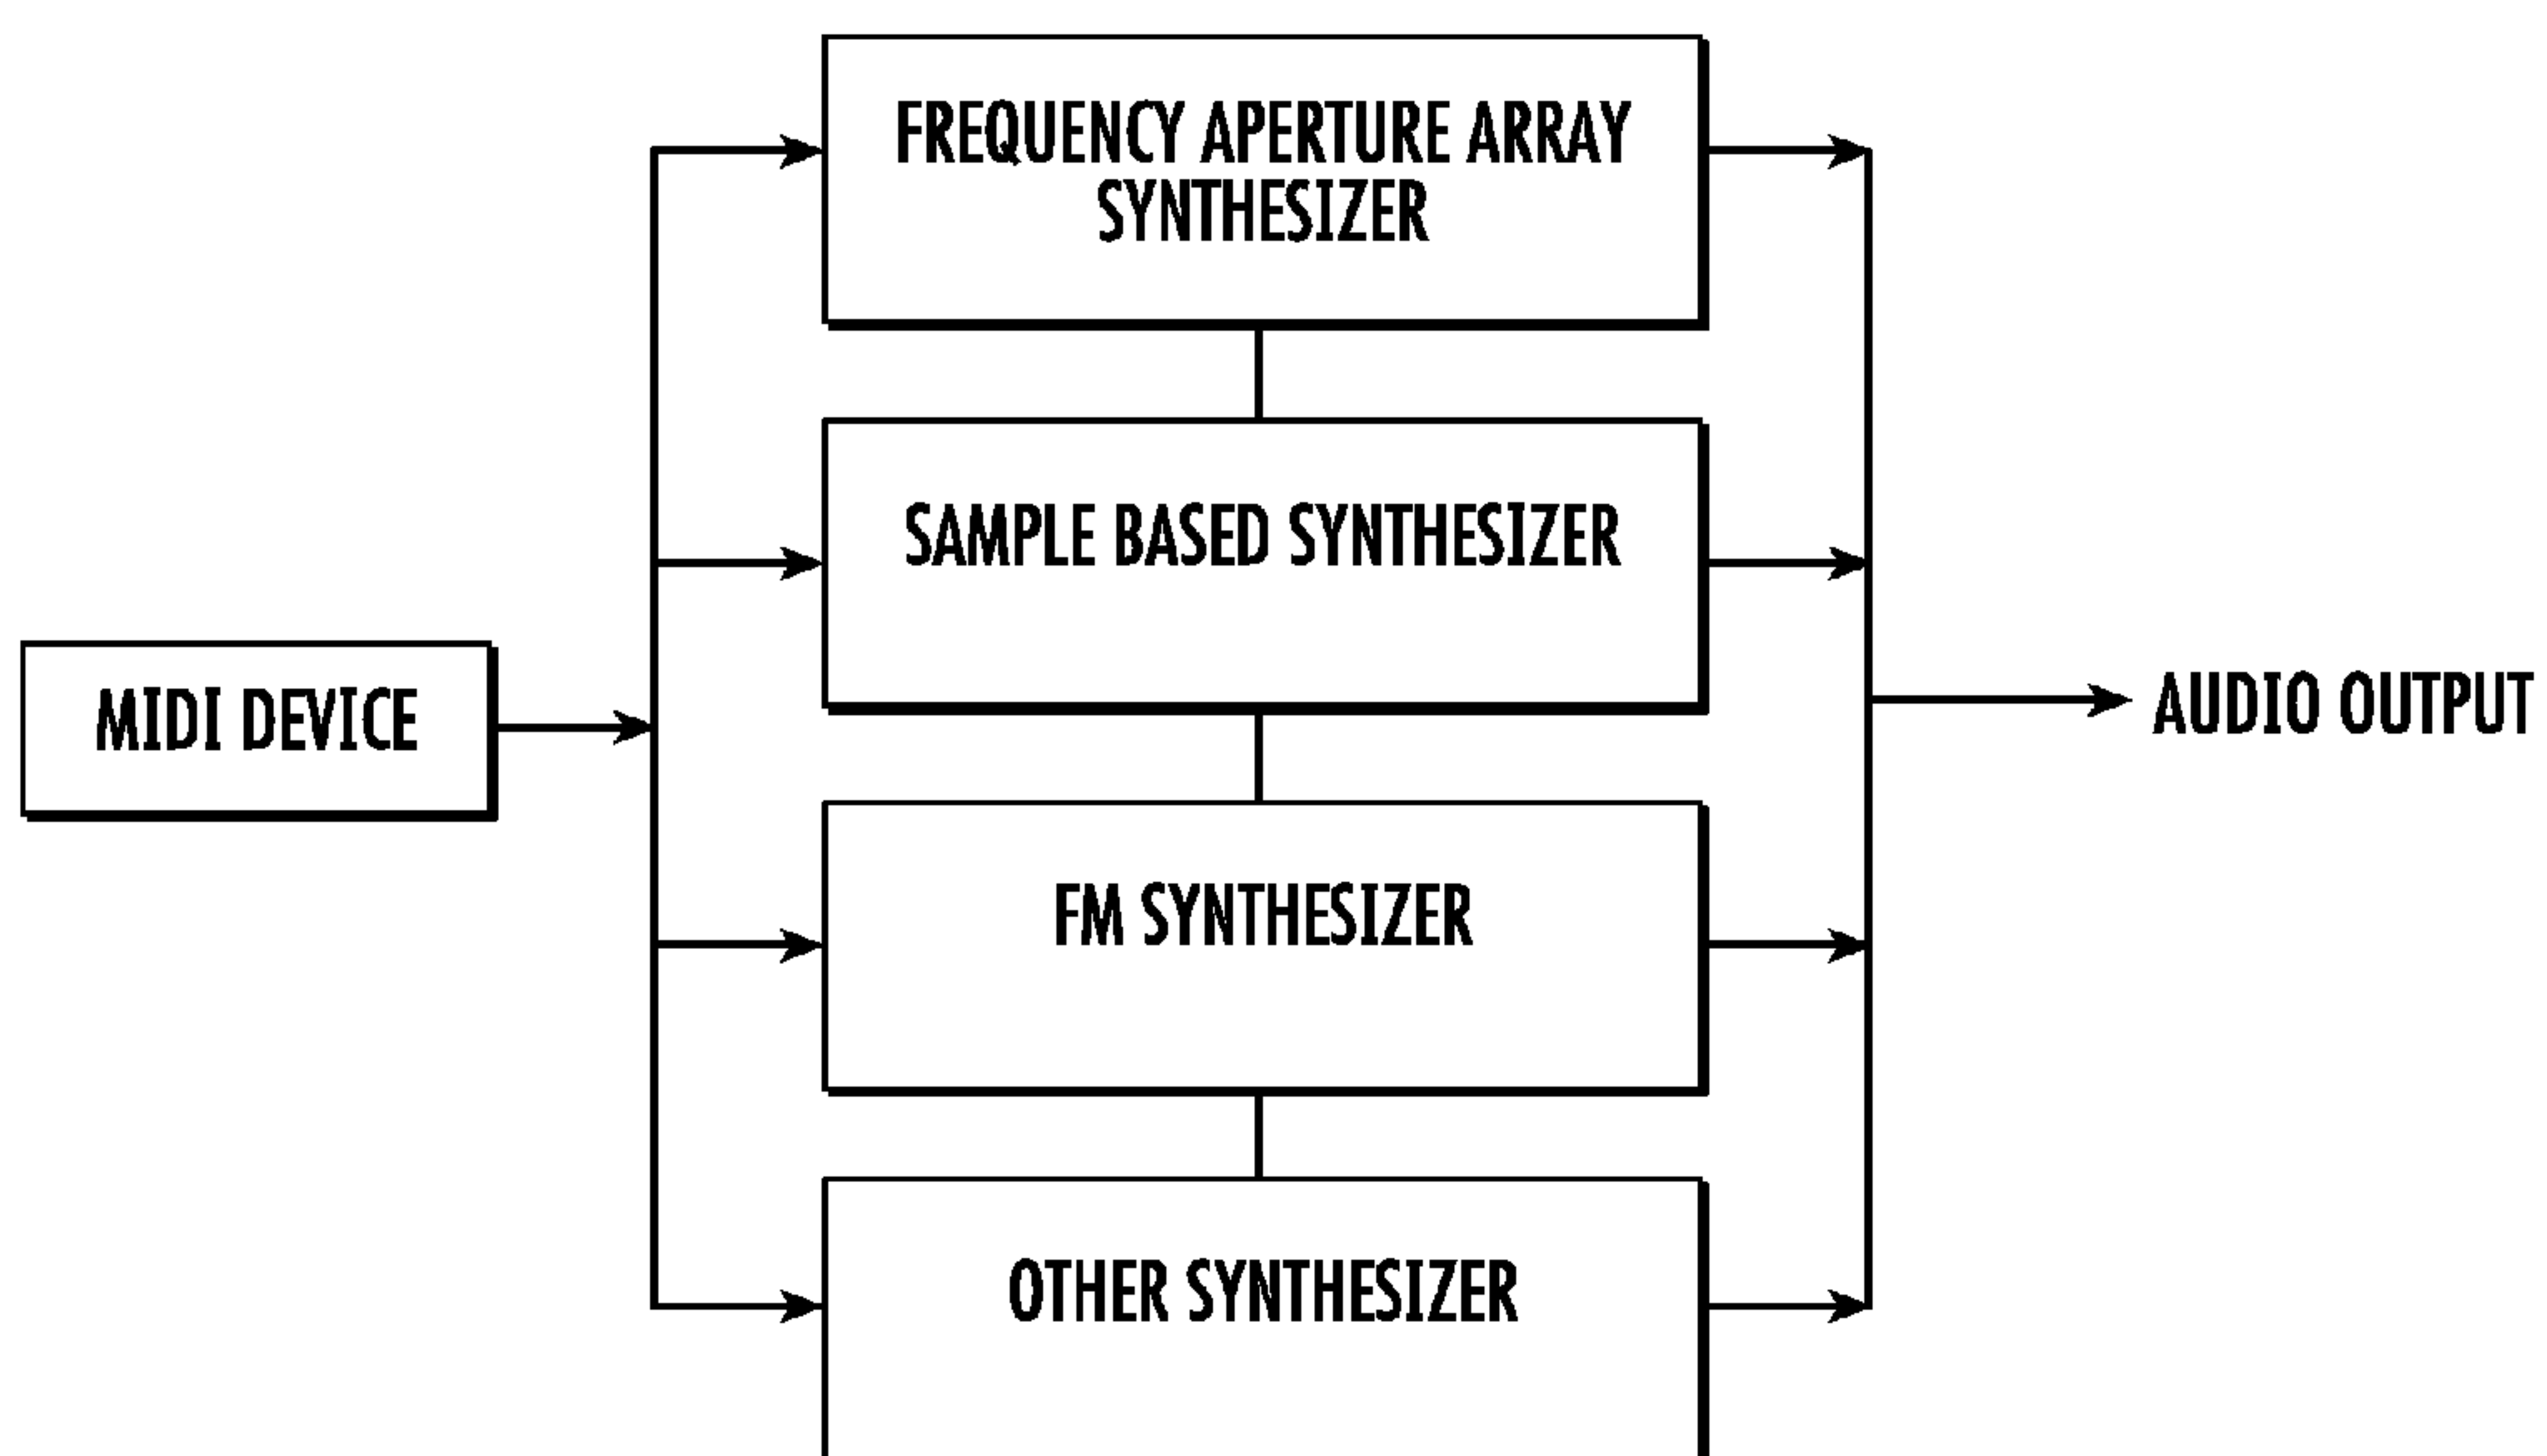 FREQUENCY APERTURE ARRAY
SYNTHESIZER
SAMPLE BASED SYNTHESIZER
MIDI DEVICE
AUDIO OUTPUT
FM SYNTHESIZER
OTHER SYNTHESIZER